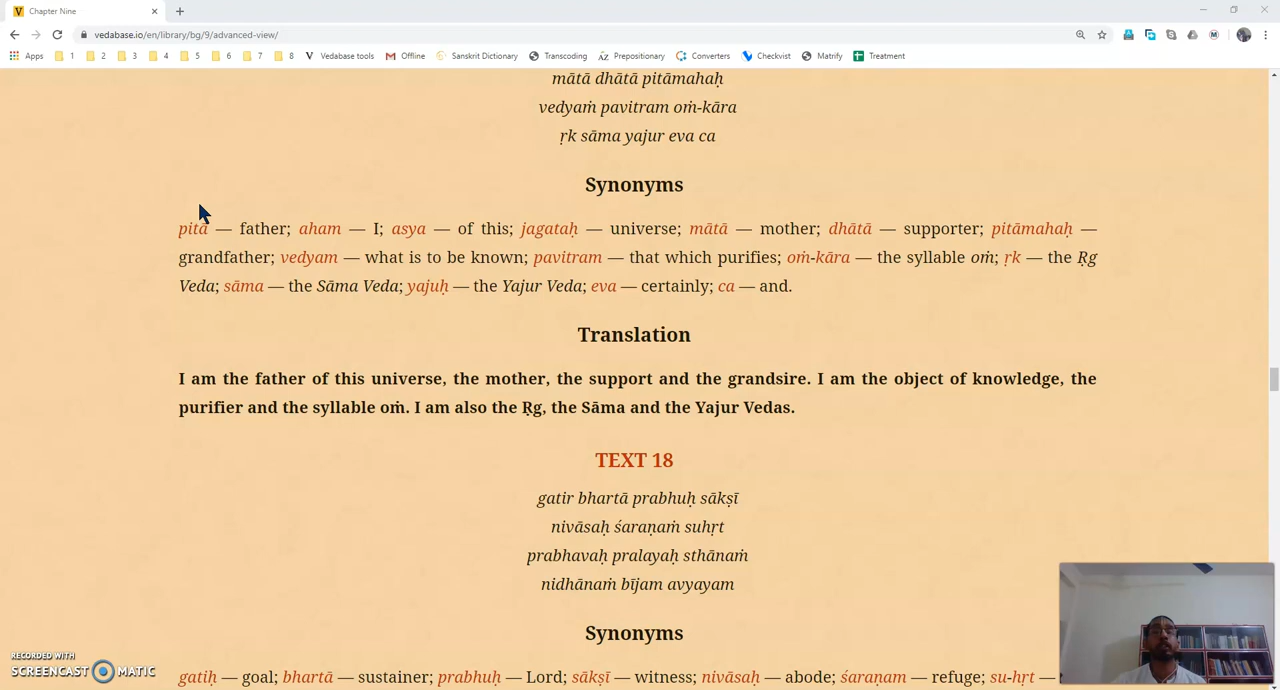 Chapter Nine
vedabase.io/en/library/bg/9/advanced-view/
Apps 1 2 3 4 5 6 7 8 Vedabase tools Offline Sanskrit Dictionary Transcoding Prepositionary Converters Checkvist Matrify Treatment
mātā dhātā pitāmahaḥ
vedyaṁ pavitram oṁ-kāra
ṛk sāma yajur eva ca
Synonyms
pitā — father; aham — I; asya — of this; jagataḥ — universe; mātā — mother; dhātā — supporter; pitāmahaḥ —
grandfather; vedyam — what is to be known; pavitram — that which purifies; oṁ-kāra — the syllable oṁ; ṛk — the Ṛg
Veda; sāma — the Sāma Veda; yajuḥ — the Yajur Veda; eva — certainly; ca — and.
Translation
I am the father of this universe, the mother, the support and the grandsire. I am the object of knowledge, the
purifier and the syllable oṁ. I am also the Ṛg, the Sāma and the Yajur Vedas.
TEXT 18
gatir bhartā prabhuḥ sākṣī
nivāsaḥ śaraṇaṁ suhṛt
prabhavaḥ pralayaḥ sthānaṁ
nidhānaṁ bījam avyayam
Synonyms
gatiḥ — goal; bhartā — sustainer; prabhuḥ — Lord; sākṣī — witness; nivāsaḥ — abode; śaraṇam — refuge; su-hṛt —
RECORDED WITH
SCREENCAST MATIC